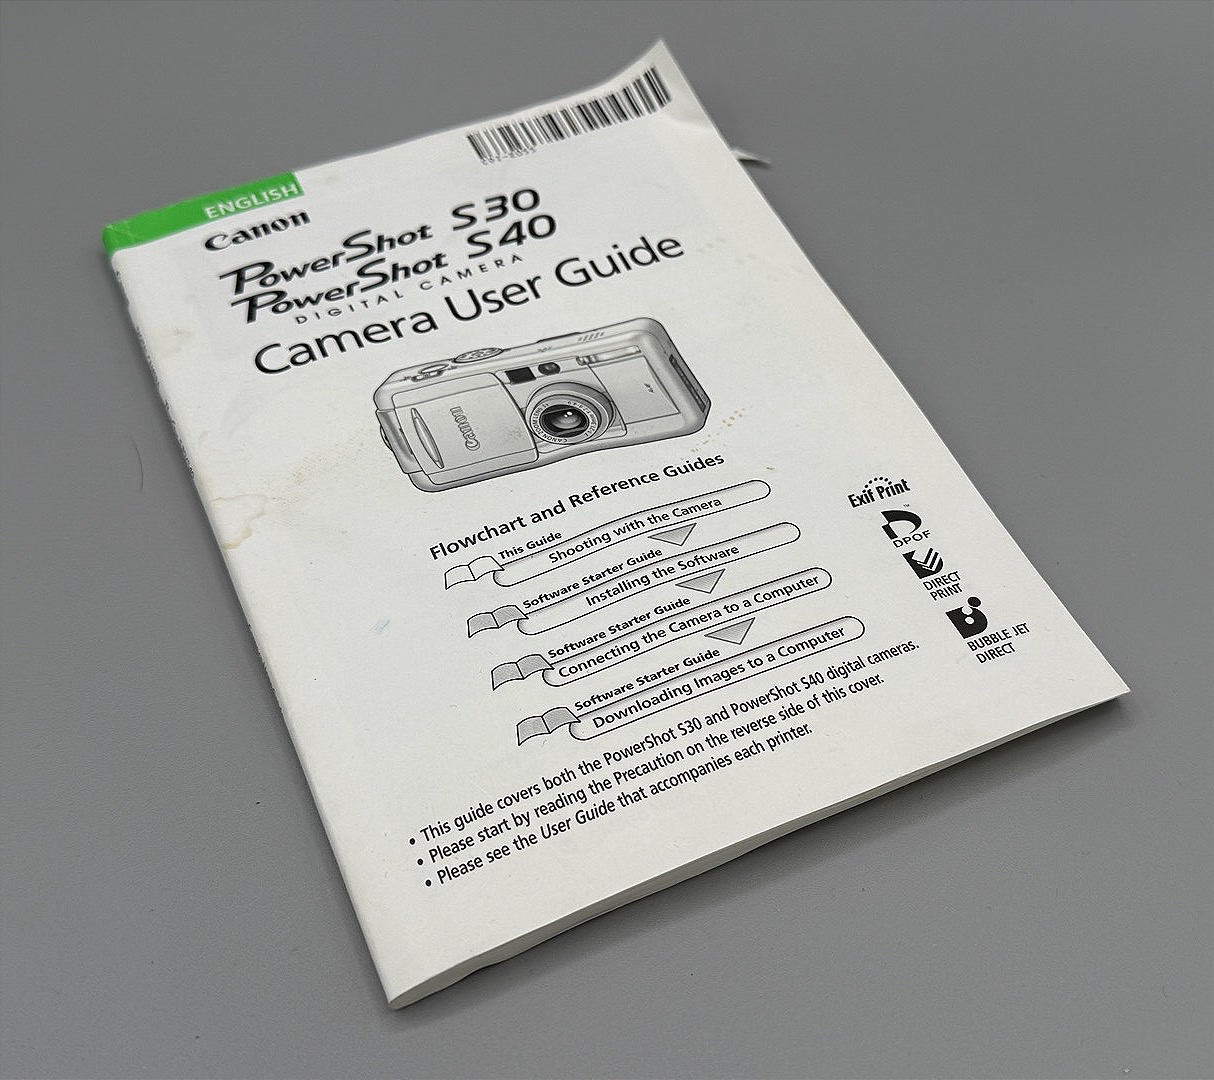 ENGLISH
Canon
PowerShot S30
PowerShot S40
DIGITAL CAMERA
Camera User Guide
Canon
Flowchart and Reference Guides
This Guide
Shooting with the Camera
Software Starter Guide
Installing the Software
Software Starter Guide
Connecting the Camera to a Computer
Software Starter Guide
Downloading Images to a Computer
Exif Print
DPOF
™
DIRECT
PRINT
BUBBLE JET
DIRECT
• This guide covers both the PowerShot S30 and PowerShot S40 digital cameras.
• Please start by reading the Precaution on the reverse side of this cover.
• Please see the User Guide that accompanies each printer.